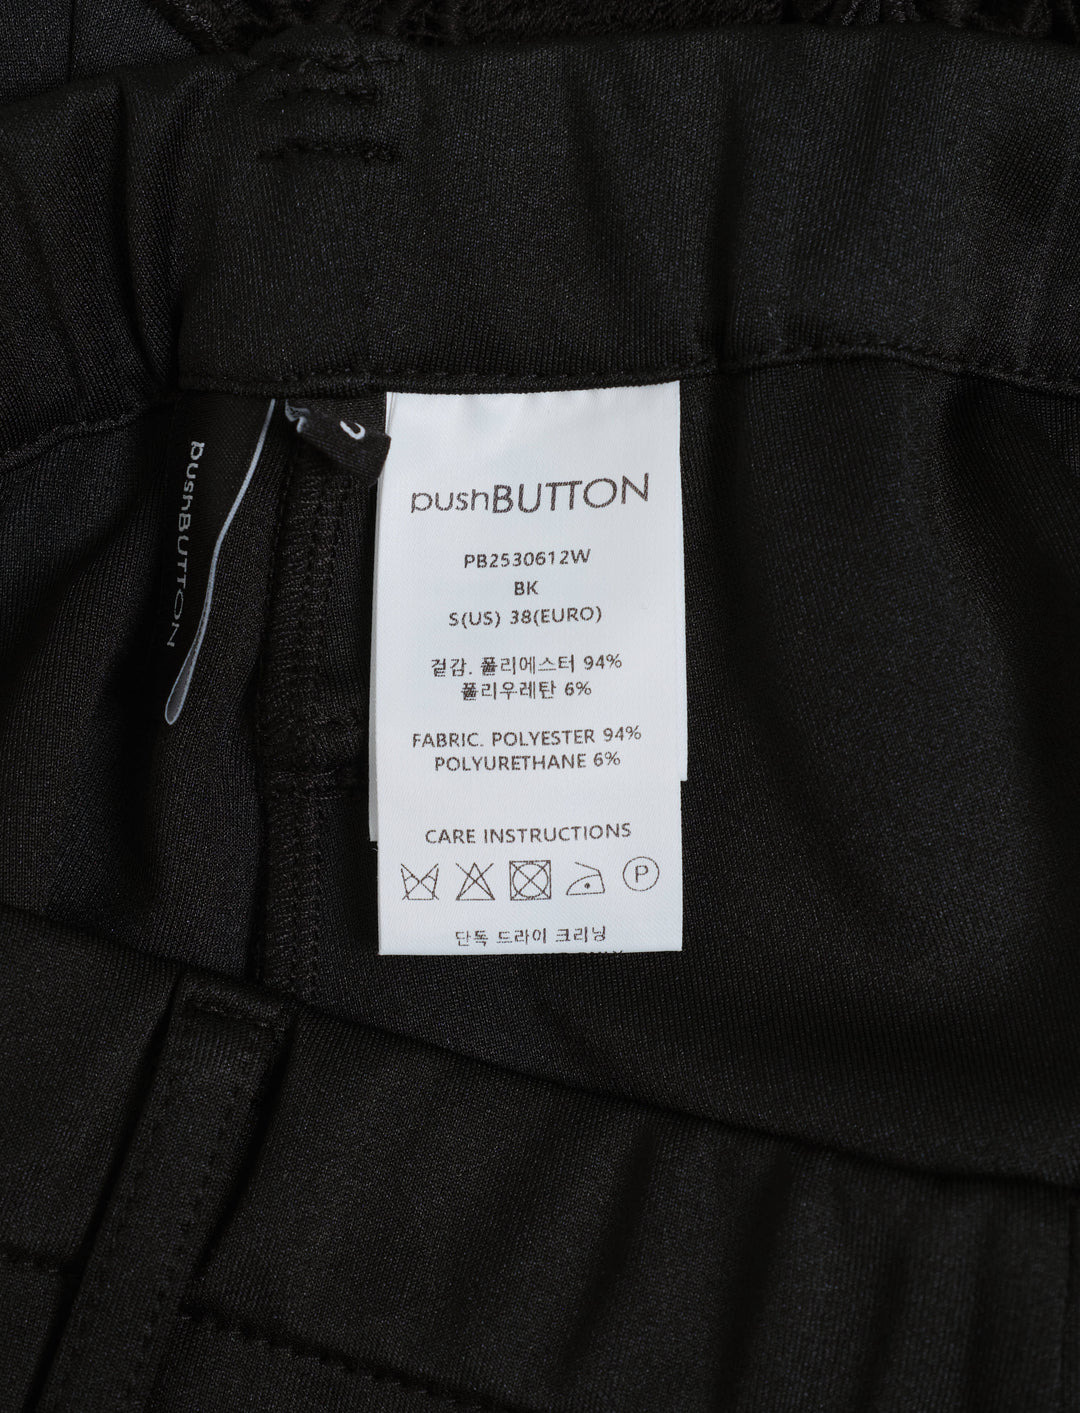 pushBUTTON
2
pushBUTTON
PB2530612W
BK
S(US) 38(EURO)
겉감. 폴리에스터 94%
폴리우레탄 6%
FABRIC. POLYESTER 94%
POLYURETHANE 6%
CARE INSTRUCTIONS
P
단독 드라이 크리닝